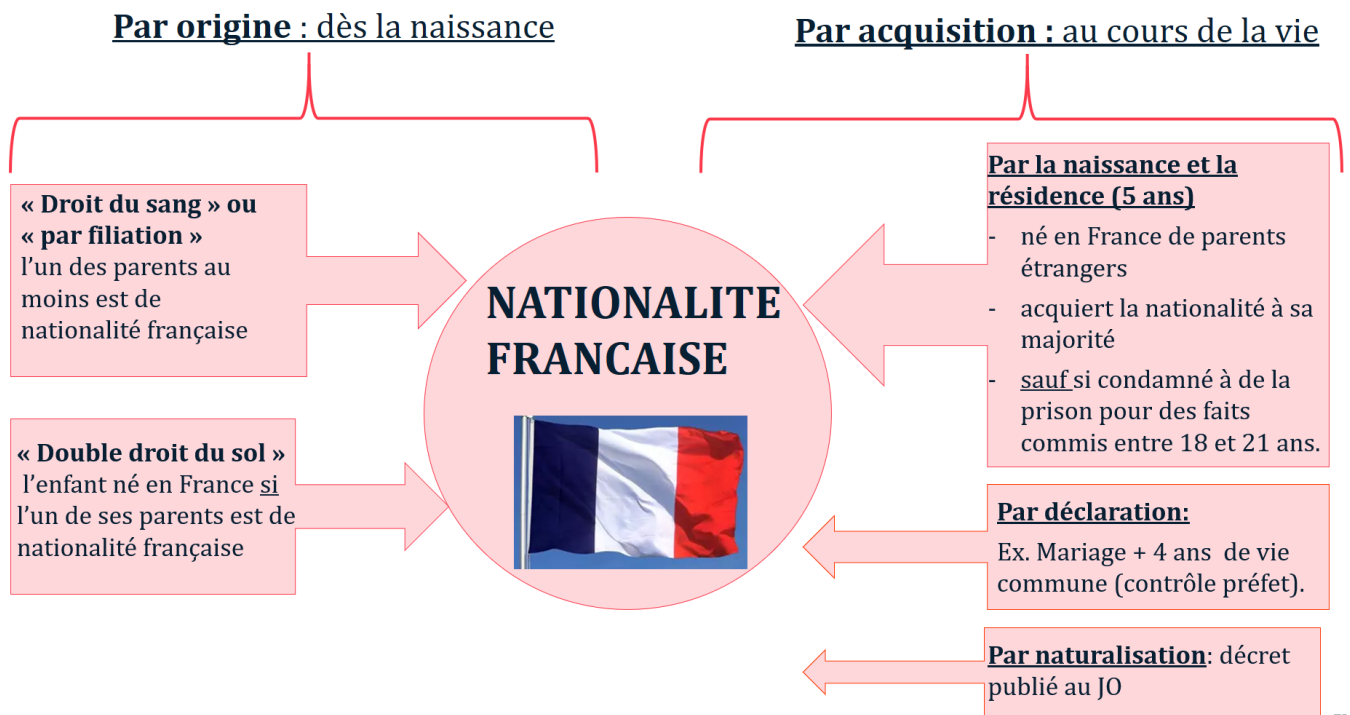 Par origine : dès la naissance
Par acquisition : au cours de la vie
« Droit du sang » ou
« par filiation »
l’un des parents au
moins est de
nationalité française
« Double droit du sol »
l’enfant né en France si
l’un de ses parents est de
nationalité française
NATIONALITE
FRANCAISE
Par la naissance et la
résidence (5 ans)
- né en France de parents
étrangers
- acquiert la nationalité à sa
majorité
- sauf si condamné à de la
prison pour des faits
commis entre 18 et 21 ans.
Par déclaration:
Ex. Mariage + 4 ans de vie
commune (contrôle préfet).
Par naturalisation: décret
publié au JO